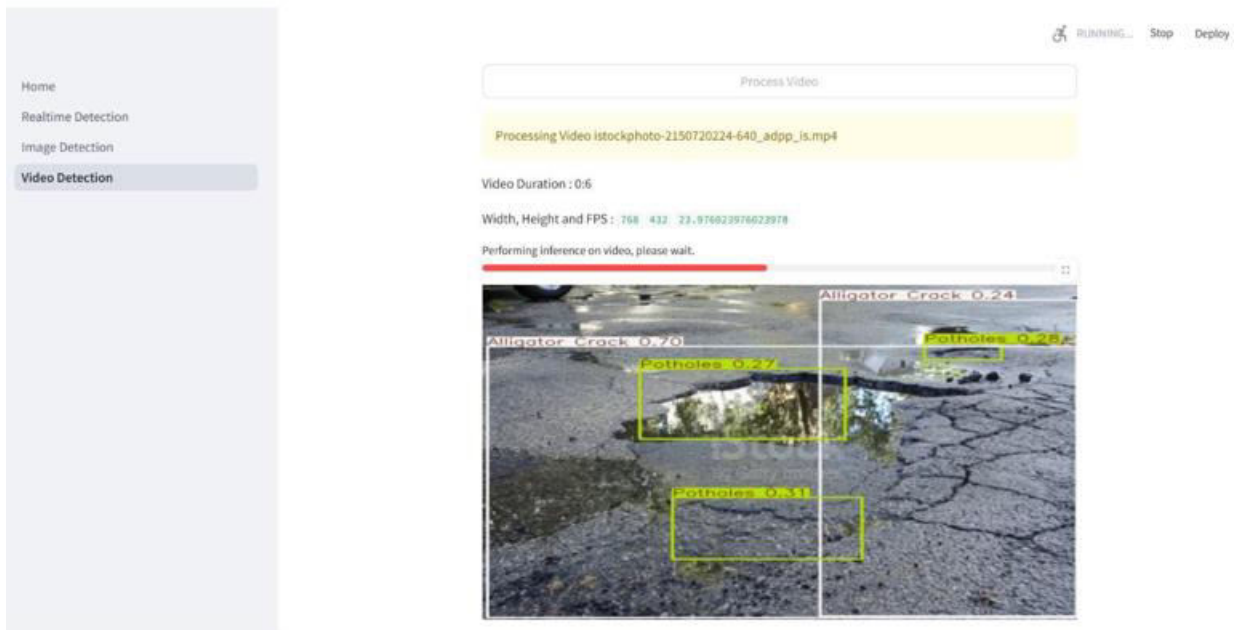 RUNNING... Stop Deploy
Home
Realtime Detection
Image Detection
Video Detection
Process Video
Processing Video istockphoto-2150720224-640_adpp_is.mp4
Video Duration : 0:6
Width, Height and FPS : 768 432 23.976023976023978
Performing inference on video, please wait.
Alligator Crack 0.24
Alligator Crack 0.70
Potholes 0.28
Potholes 0.27
iStock
Potholes 0.31